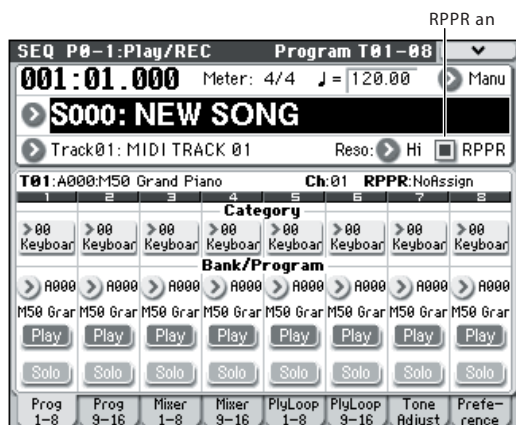 RPPR an
SEQ P0-1:Play/REC Program T01-08
001:01.000 Meter: 4/4 ♩= 120.00 Manu
S000: NEW SONG
Track01: MIDI TRACK 01 Reso: Hi RPPR
T01:A000:M50 Grand Piano Ch:01 RPPR:NoAssign
1 2 3 4 5 6 7 8
Category
00 00 00 00 00 00 00 00
Keyboar Keyboar Keyboar Keyboar Keyboar Keyboar Keyboar Keyboar
Bank/Program
A000 A000 A000 A000 A000 A000 A000 A000
M50 Grar M50 Grar M50 Grar M50 Grar M50 Grar M50 Grar M50 Grar M50 Grar
Play Play Play Play Play Play Play Play
Solo Solo Solo Solo Solo Solo Solo Solo
Prog Prog Mixer Mixer PlyLoop PlyLoop Tone Prefe-
1-8 9-16 1-8 9-16 1-8 9-16 Adjust rence